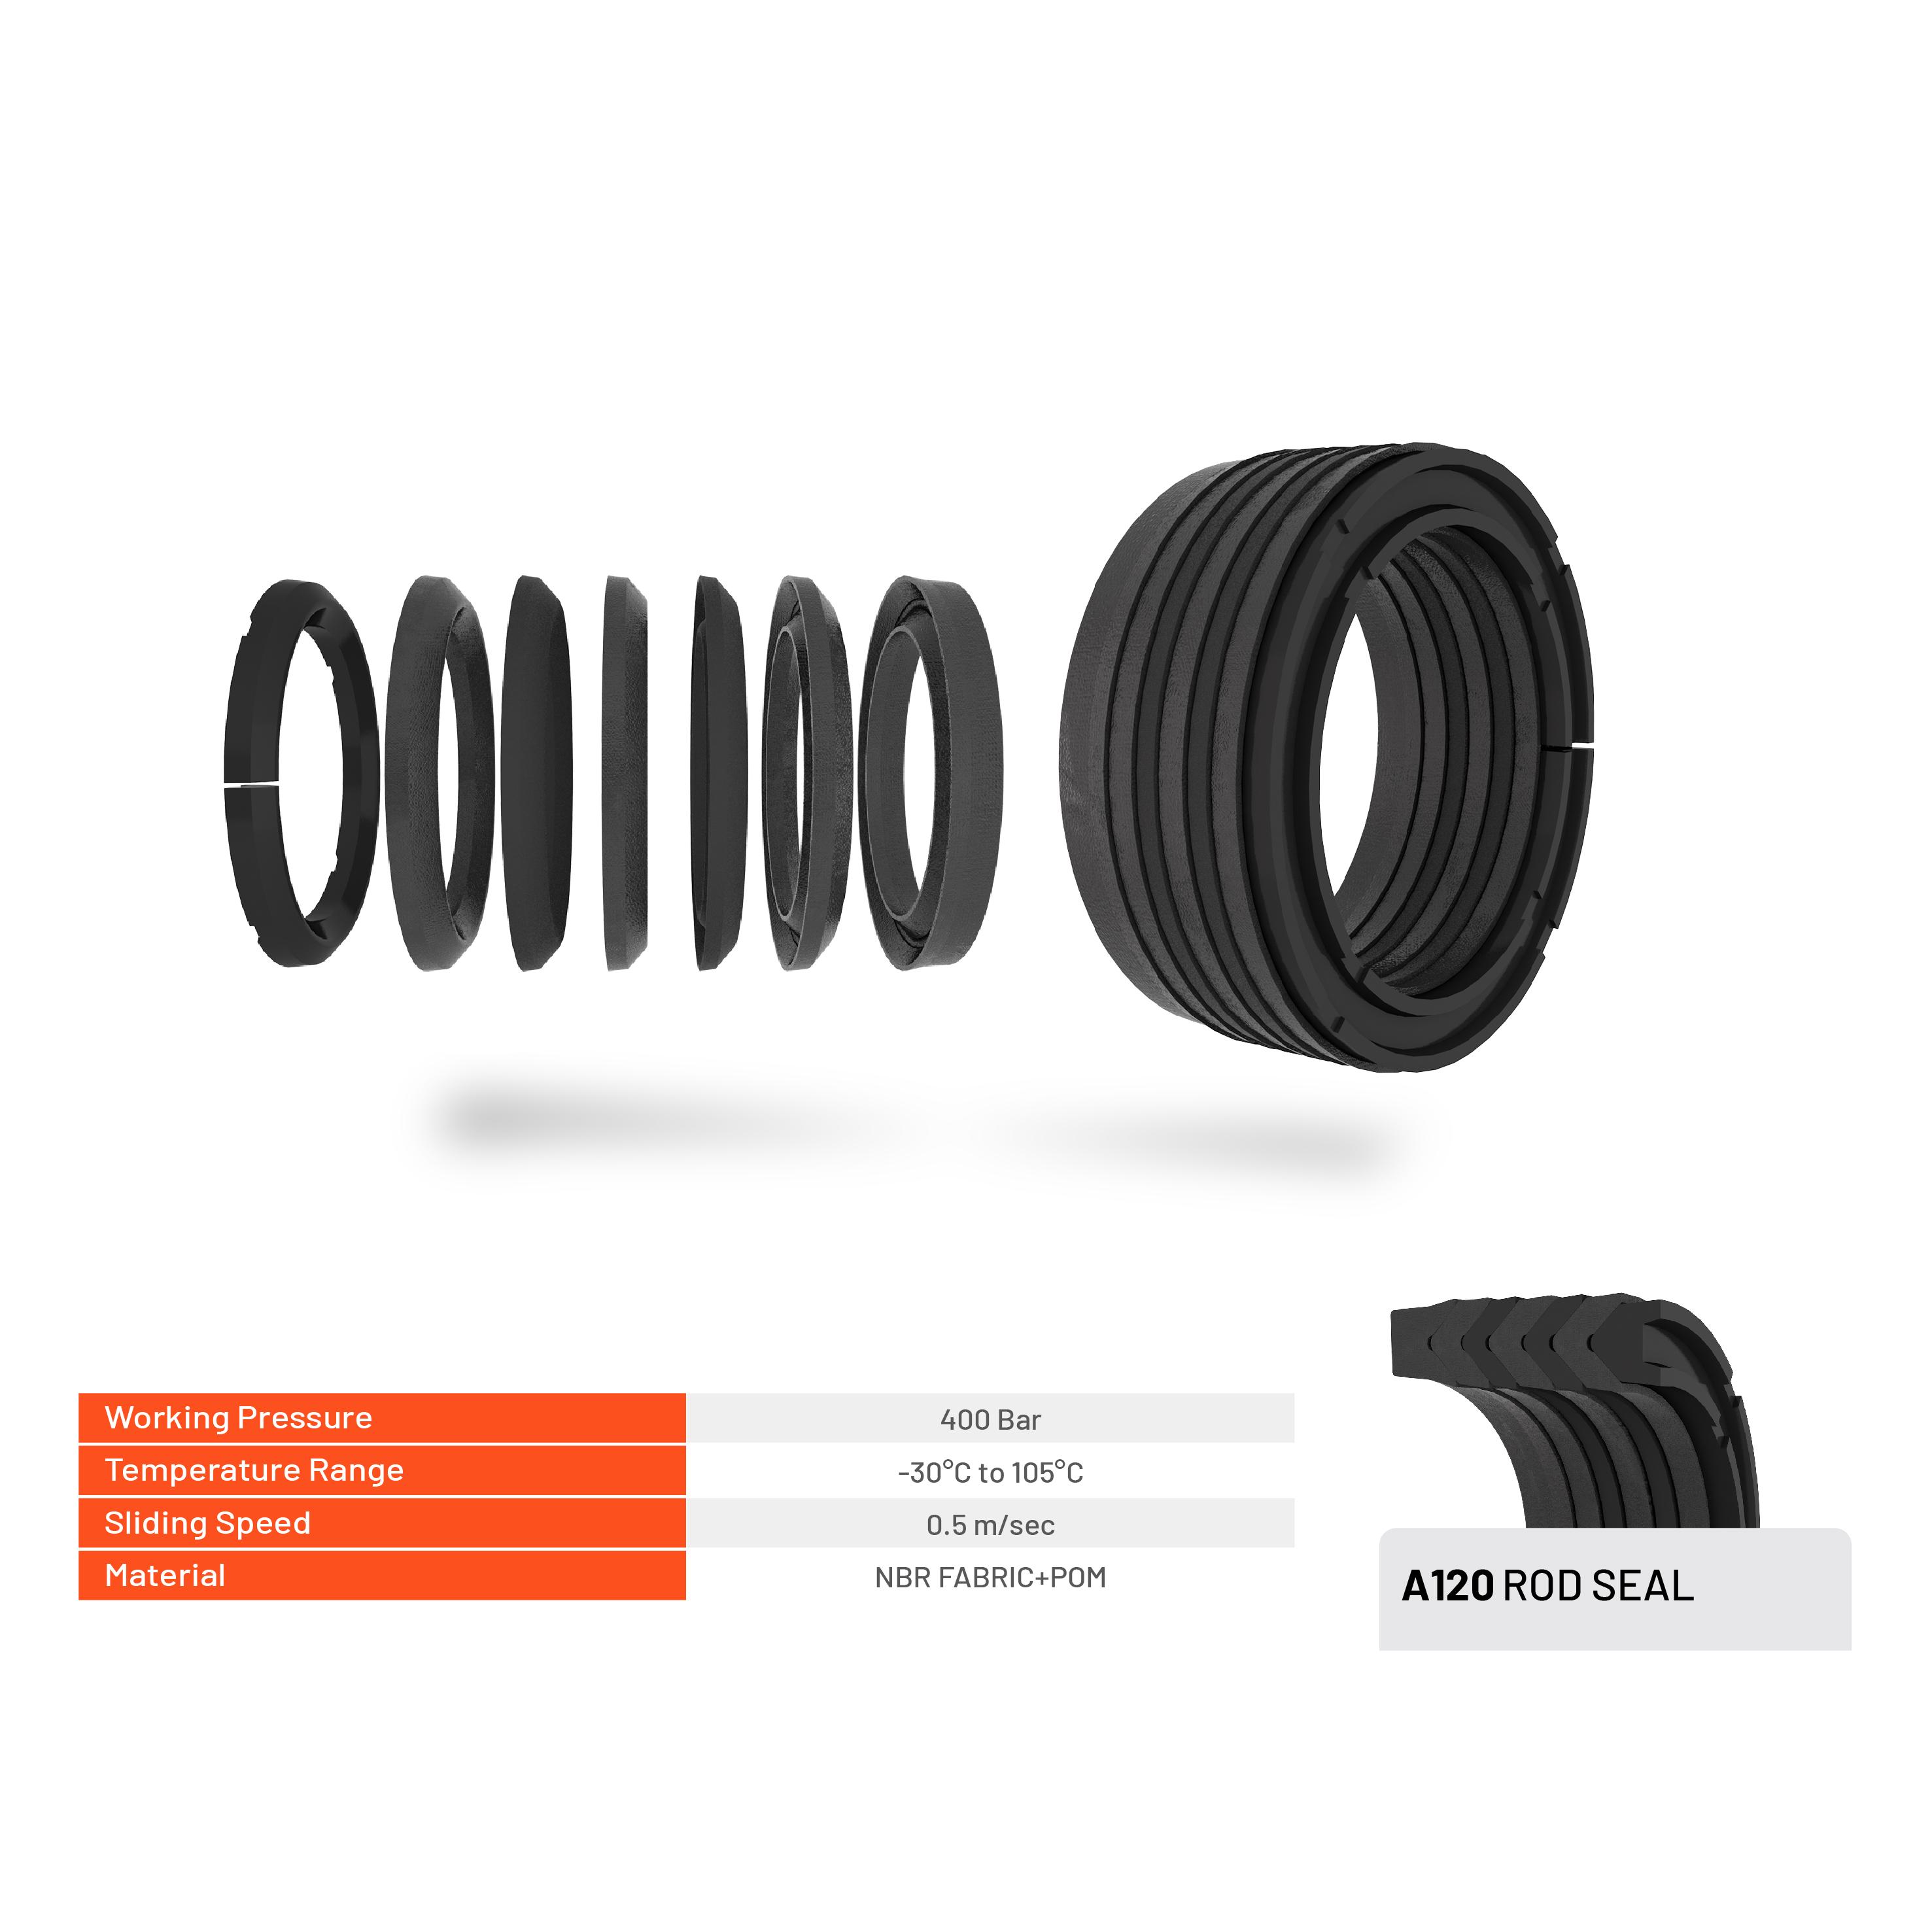 Working Pressure 400 Bar
Temperature Range -30°C to 105°C
Sliding Speed 0.5 m/sec
Material NBR FABRIC+POM
A120 ROD SEAL